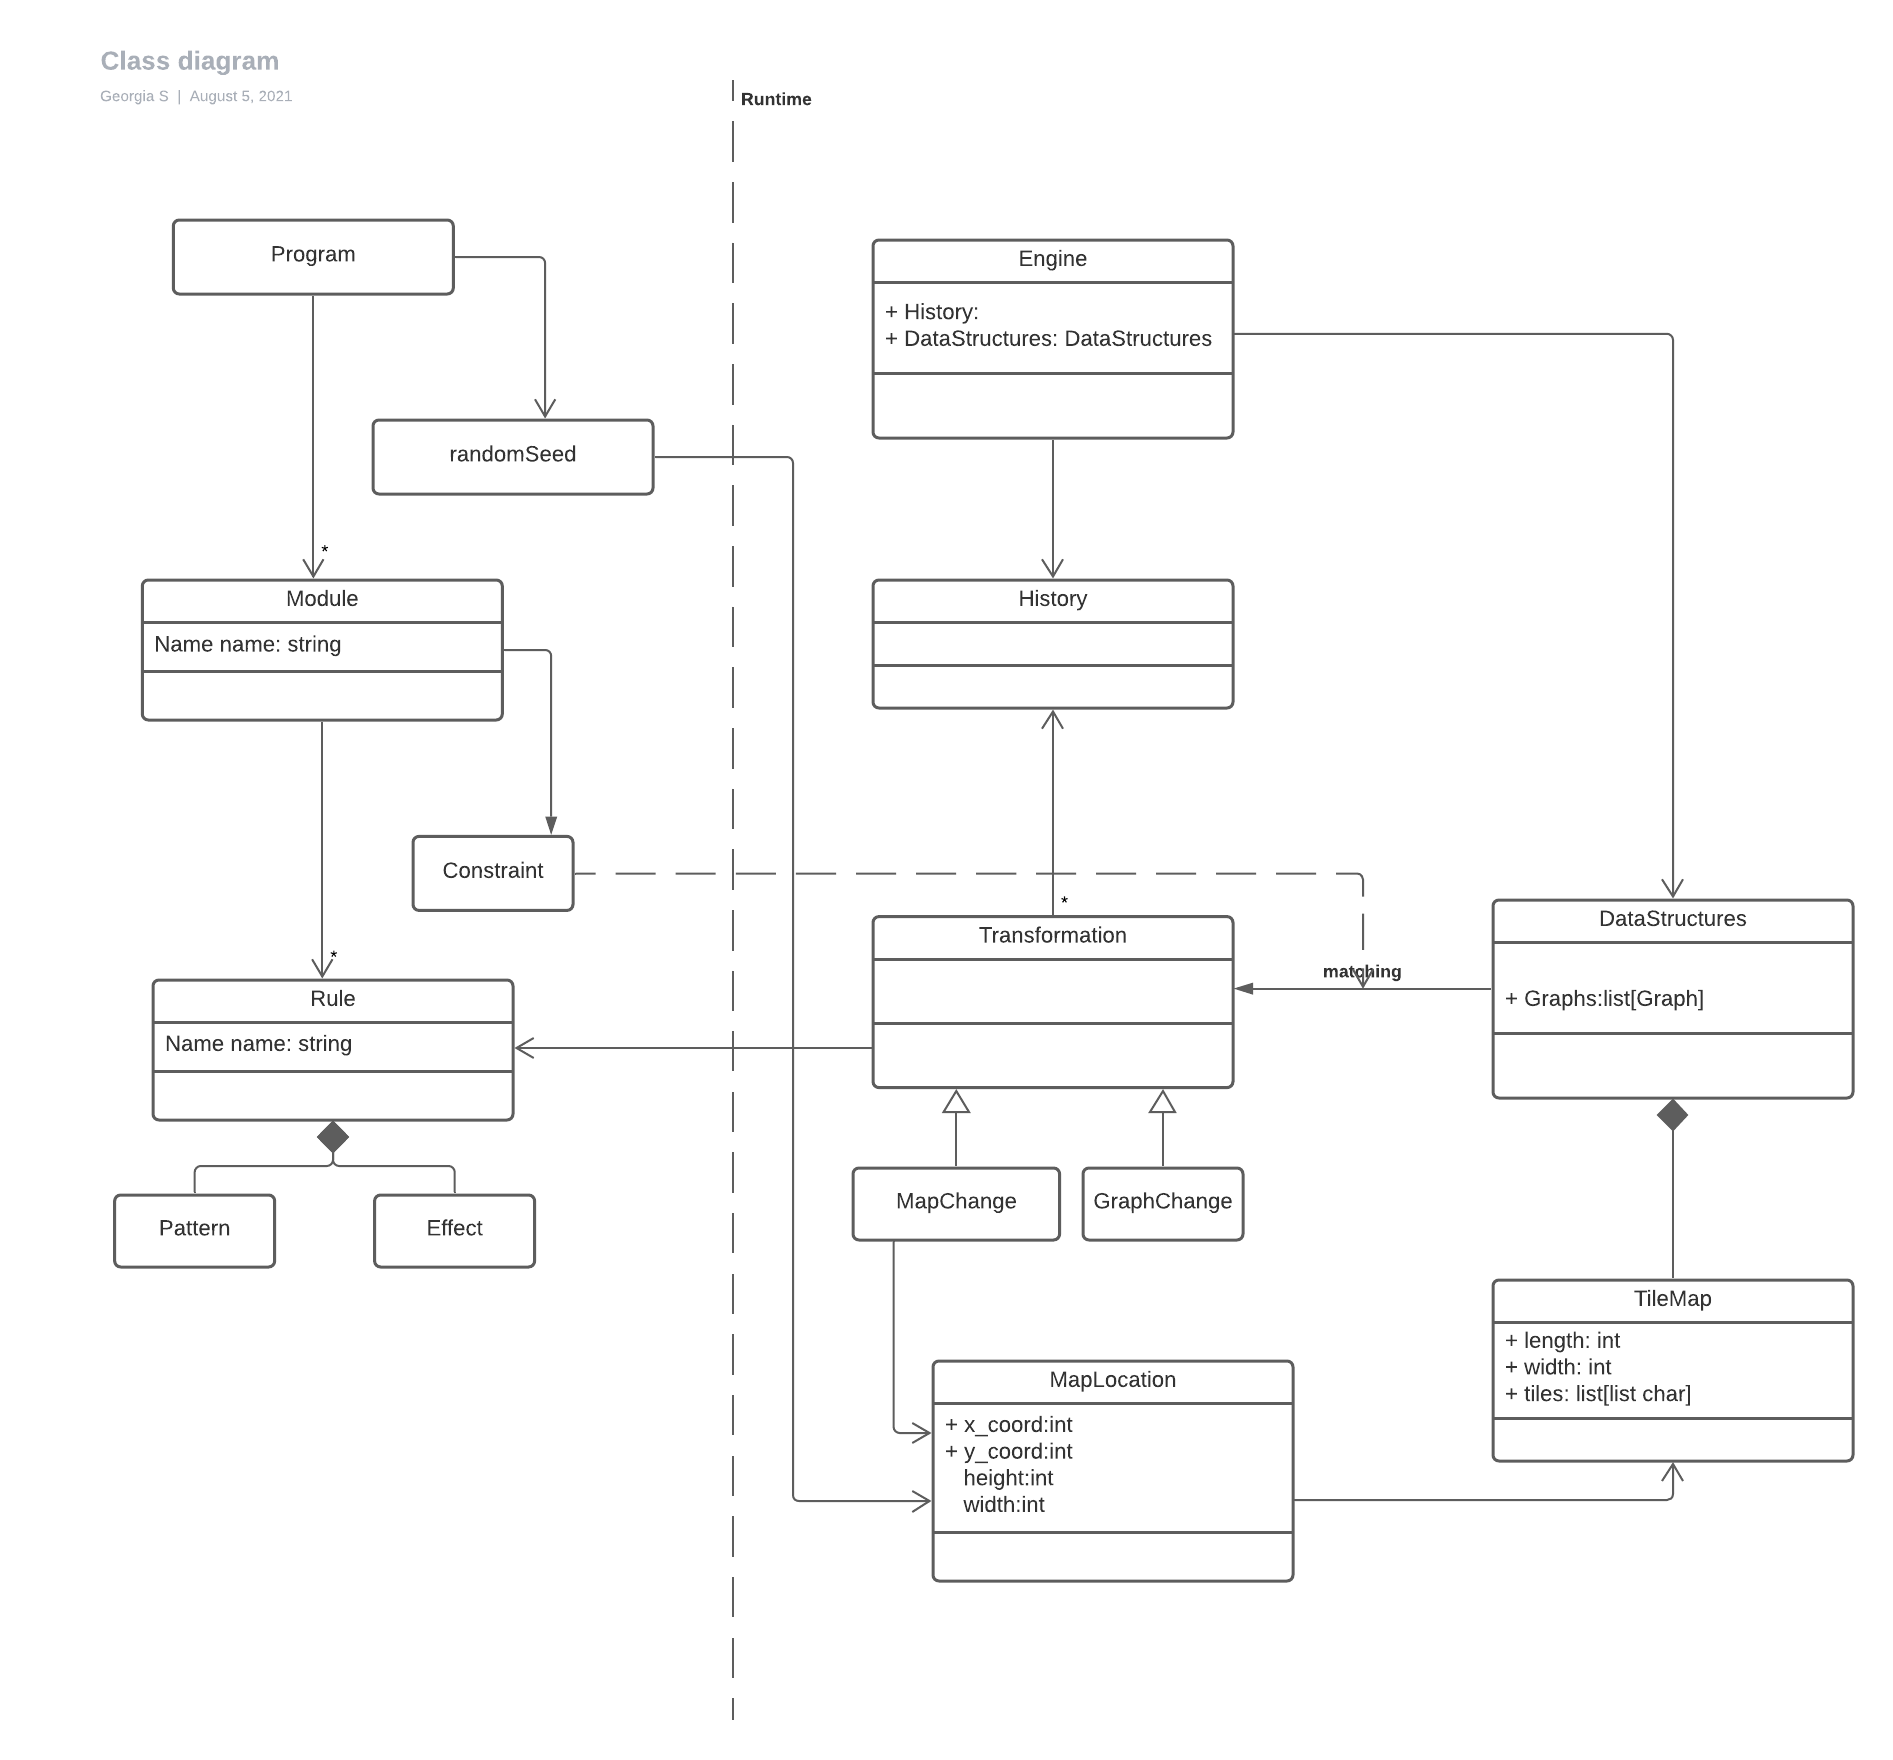 Class diagram
Georgia S | August 5, 2021
Runtime
Program
Engine
+ History:
+ DataStructures: DataStructures
randomSeed
*
Module
Name name: string
History
Constraint
*
Transformation
DataStructures
+ Graphs:list[Graph]
matching
*
Rule
Name name: string
MapChange
GraphChange
Pattern
Effect
TileMap
+ length: int
+ width: int
+ tiles: list[list char]
MapLocation
+ x_coord:int
+ y_coord:int
height:int
width:int